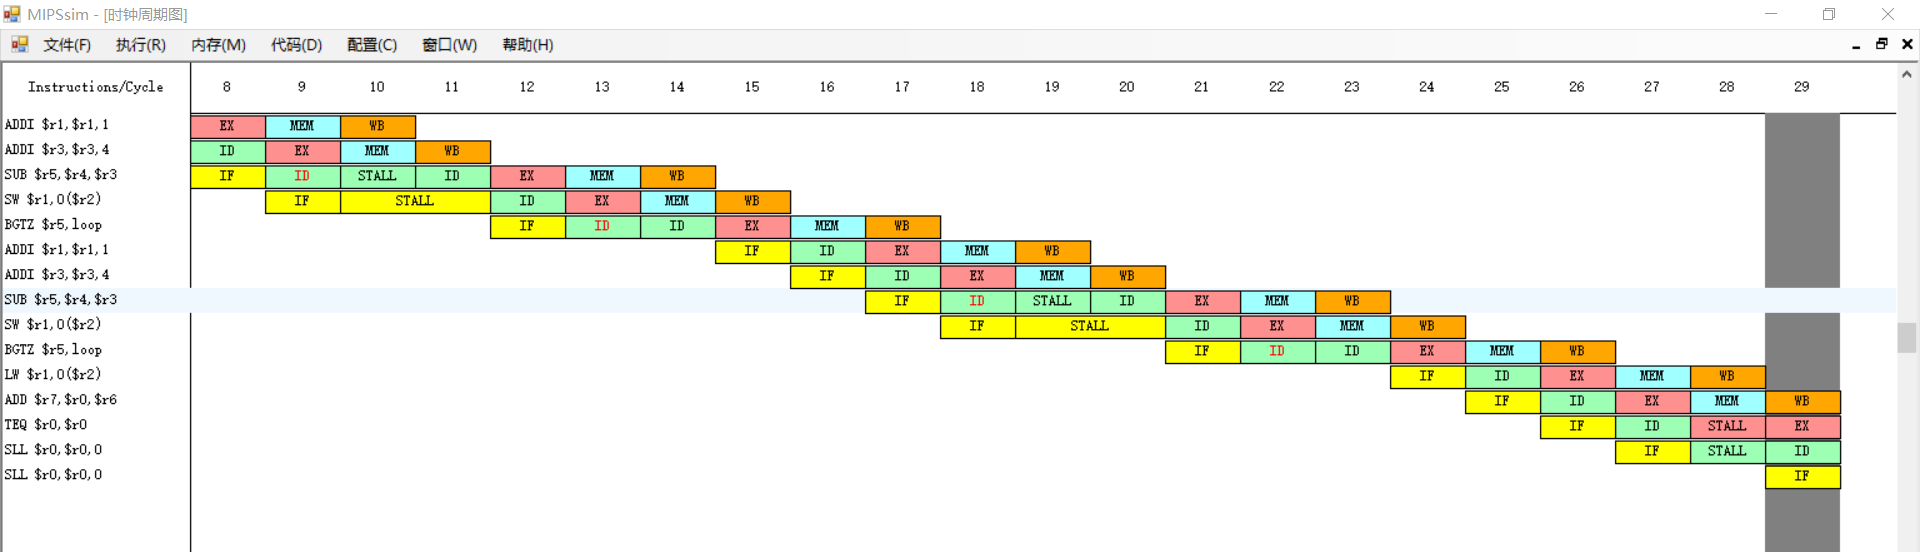 MIPSsim - [时钟周期图]
文件(F) 执行(R) 内存(M) 代码(D) 配置(C) 窗口(W) 帮助(H)
Instructions/Cycle 8 9 10 11 12 13 14 15 16 17 18 19 20 21 22 23 24 25 26 27 28 29
ADDI $r1,$r1,1 EX MEM WB
ADDI $r3,$r3,4 ID EX MEM WB
SUB $r5,$r4,$r3 IF ID STALL ID EX MEM WB
SW $r1,0($r2) IF STALL ID EX MEM WB
BGTZ $r5,loop IF ID ID EX MEM WB
ADDI $r1,$r1,1 IF ID EX MEM WB
ADDI $r3,$r3,4 IF ID EX MEM WB
SUB $r5,$r4,$r3 IF ID STALL ID EX MEM WB
SW $r1,0($r2) IF STALL ID EX MEM WB
BGTZ $r5,loop IF ID ID EX MEM WB
LW $r1,0($r2) IF ID EX MEM WB
ADD $r7,$r0,$r6 IF ID EX MEM WB
TEQ $r0,$r0 IF ID STALL EX
SLL $r0,$r0,0 IF STALL ID
SLL $r0,$r0,0 IF